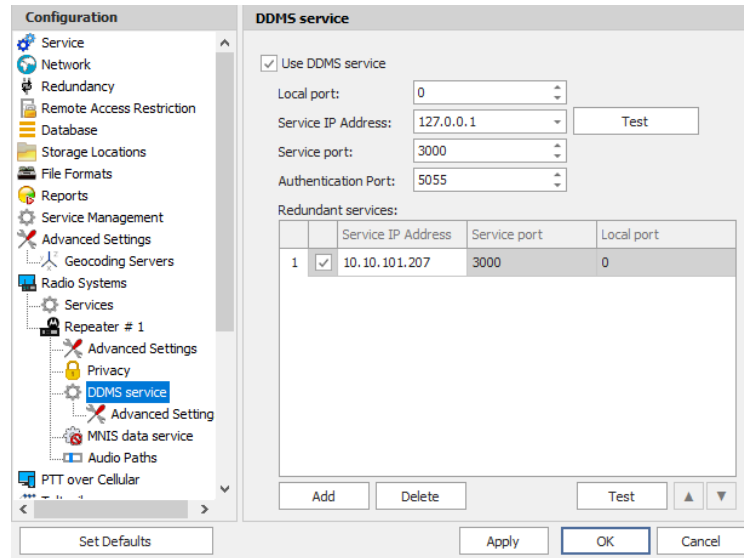 Configuration
Service
Network
Redundancy
Remote Access Restriction
Database
Storage Locations
File Formats
Reports
Service Management
Advanced Settings
Geocoding Servers
Radio Systems
Services
Repeater # 1
Advanced Settings
Privacy
DDMS service
Advanced Setting
MNIS data service
Audio Paths
PTT over Cellular
Set Defaults
DDMS service
Use DDMS service
Local port: 0
Service IP Address: 127.0.0.1 Test
Service port: 3000
Authentication Port: 5055
Redundant services:
Service IP Address Service port Local port
1 10.10.101.207 3000 0
Add Delete Test
Apply OK Cancel